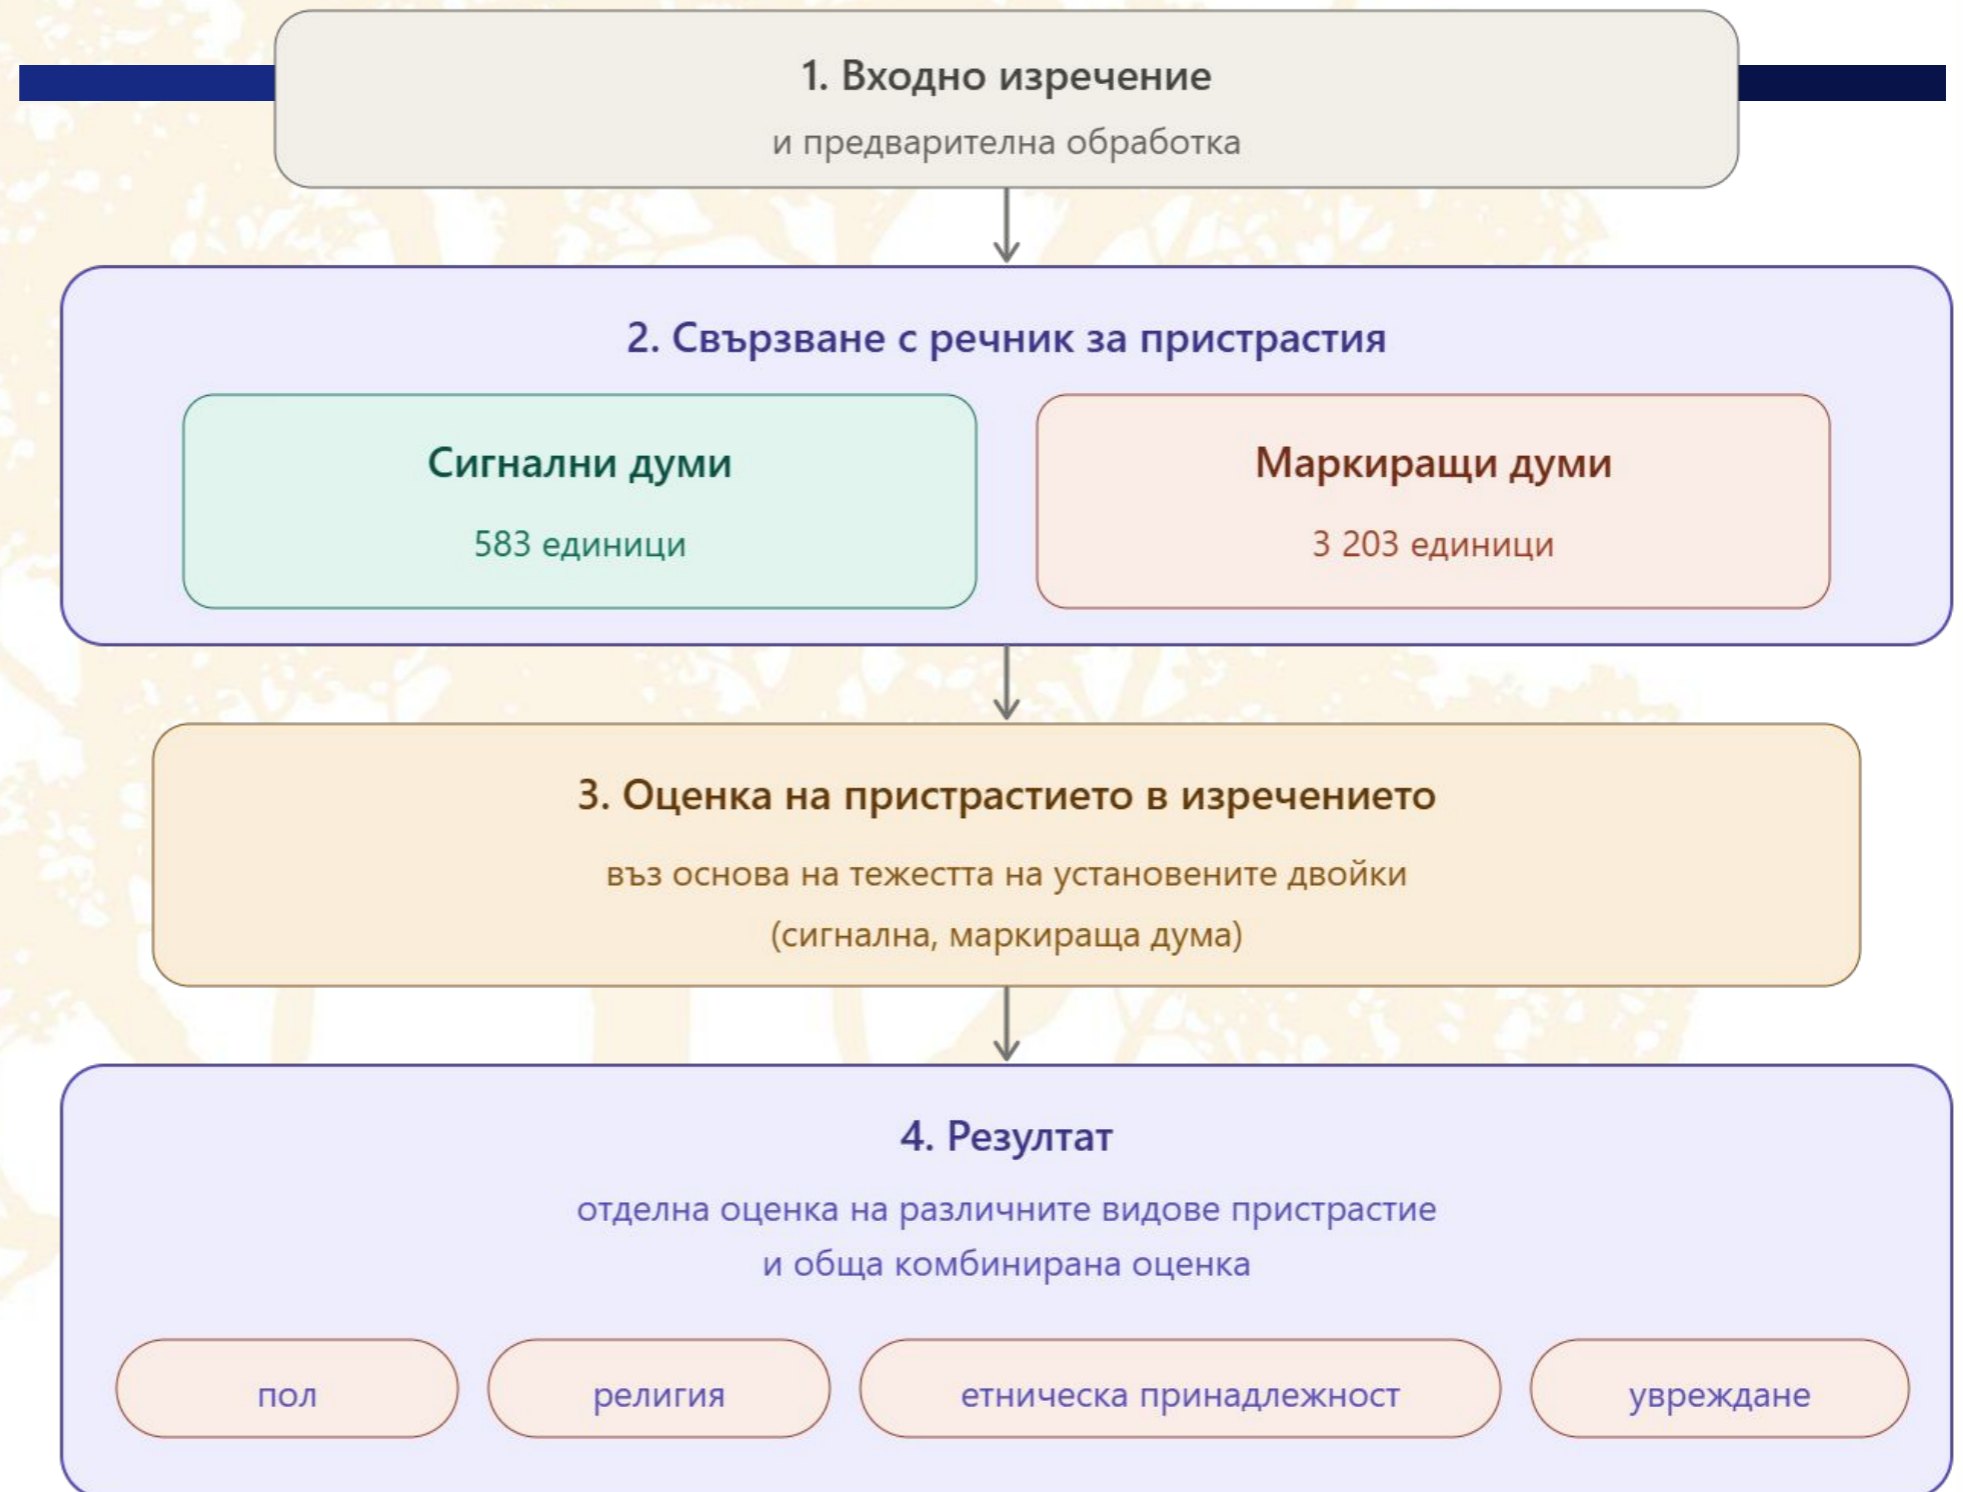 1. Входно изречение
и предварителна обработка
2. Свързване с речник за пристрастия
Сигнални думи
583 единици
Маркиращи думи
3 203 единици
3. Оценка на пристрастието в изречението
въз основа на тежестта на установените двойки
(сигнална, маркираща дума)
4. Резултат
отделна оценка на различните видове пристрастие
и обща комбинирана оценка
пол
религия
етническа принадлежност
увреждане